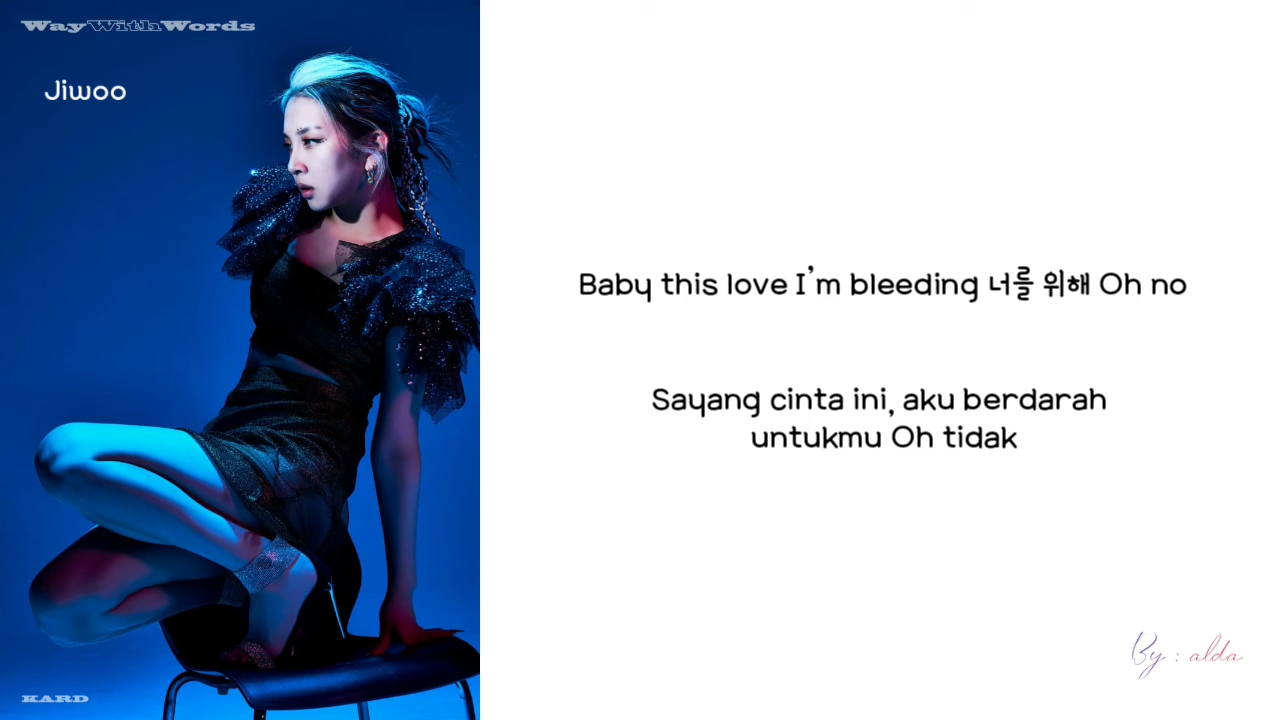 WayWithWords
Jiwoo
Baby this love I'm bleeding 너를 위해 Oh no
Sayang cinta ini, aku berdarah
untukmu Oh tidak
By : alda
KARD